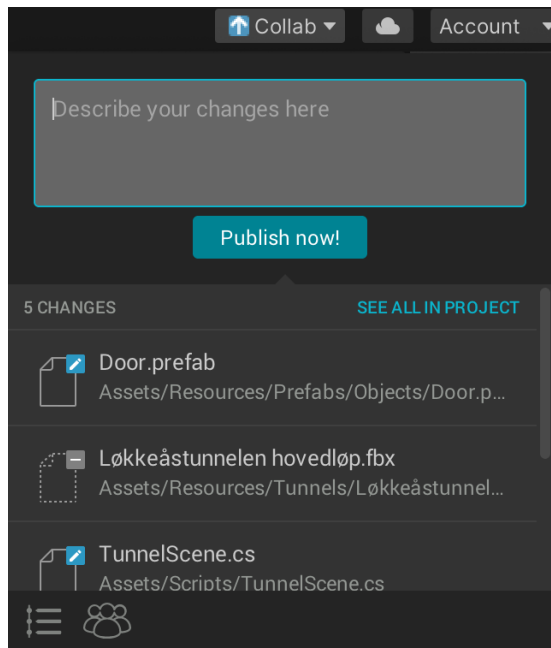 Collab
Account
Describe your changes here
Publish now!
5 CHANGES
SEE ALL IN PROJECT
Door.prefab
Assets/Resources/Prefabs/Objects/Door.p...
Løkkeåstunnelen hovedløp.fbx
Assets/Resources/Tunnels/Løkkeåstunnel...
TunnelScene.cs
Assets/Scripts/TunnelScene.cs